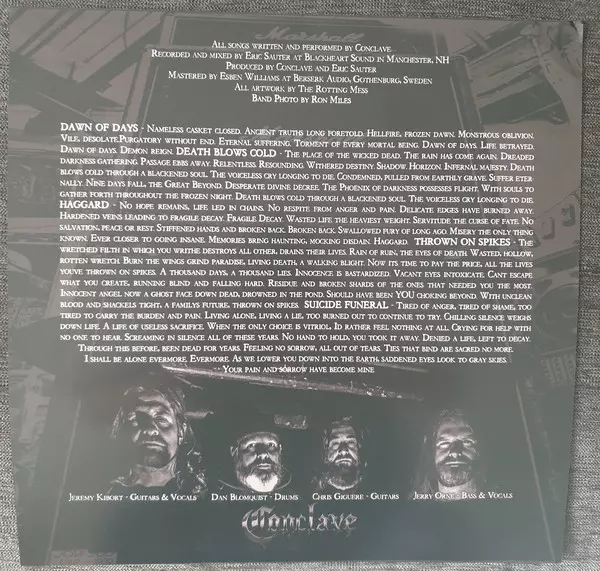 Marshall
All songs written and performed by Conclave
Recorded and mixed by Eric Sauter at Blackheart Sound in Manchester, NH
Produced by Conclave and Eric Sauter
Mastered by Esben Williams at Berserk Audio, Gothenburg, Sweden
All artwork by The Rotting Mess
Band Photo by Ron Miles
DAWN OF DAYS - Nameless casket closed. Ancient truths long foretold. Hellfire, frozen dawn. Monstrous oblivion.
Vile, desolate.Purgatory without end. Eternal suffering. Torment of every mortal being. Dawn of days. Life betrayed.
Dawn of days. Demon reign. DEATH BLOWS COLD - The place of the wicked dead. The rain has come again. Dreaded
darkness gathering. Passage ebbs away. Relentless. Resounding. Withered destiny. Shadow. Horizon. Infernal majesty. Death
blows cold through a blackened soul. The voiceless cry longing to die. Condemned, pulled from earthly grave. Suffer eter-
nally. Nine days fall, the Great Beyond. Desperate divine decree. The Phoenix of darkness possesses flight. With souls to
gather forth throughout the frozen night. Death blows cold through a blackened soul. The voiceless cry longing to die.
HAGGARD - No hope remains, life led in chains. No respite from anger and pain. Delicate edges have burned away.
Hardened veins leading to fragile decay. Fragile Decay. Wasted life the heaviest weight. Servitude the curse of fate. No
salvation, peace or rest. Stiffened hands and broken back. Broken back. Swallowed fury of long ago. Misery the only thing
known. Ever closer to going insane. Memories bring haunting, mocking disdain. Haggard. THROWN ON SPIKES - The
wretched filth in which you writhe destroys all other, drains their lives. Rain of ruin, the eyes of death. Wasted, hollow,
rotten wretch. Burn the wings grind paradise, living death, a walking blight. Now its time to pay the price, all the lives
youve thrown on spikes. A thousand days, a thousand lies. Innocence is bastardized. Vacant eyes intoxicate. Cant escape
what you create, running blind and falling hard. Residue and broken shards of the ones that needed you the most.
Innocent angel now a ghost face down dead, drowned in the pond. Should have been YOU choking beyond. With unclean
blood and shackels tight, a familys future, thrown on spikes. SUICIDE FUNERAL - Tired of anger, tired of shame, too
tired to carry the burden and pain. Living alone, living a lie, too burned out to continue to try. Chilling silence weighs
down life. A life of useless sacrifice. When the only choice is vitriol, Id rather feel nothing at all. Crying for help with
no one to hear. Screaming in silence all of these years. No hand to hold, you took it away. Denied a life, left to decay.
Through this before, been dead for years. Feeling no sorrow, all out of tears. Ties that bind are sacred no more.
I shall be alone evermore. Evermore. As we lower you down into the earth, saddened eyes look to gray skies.
Your pain and sorrow have become mine
Jeremy Kibort - Guitars & Vocals
Dan Blomquist - Drums
Chris Giguere - Guitars
Jerry Orne - Bass & Vocals
Conclave